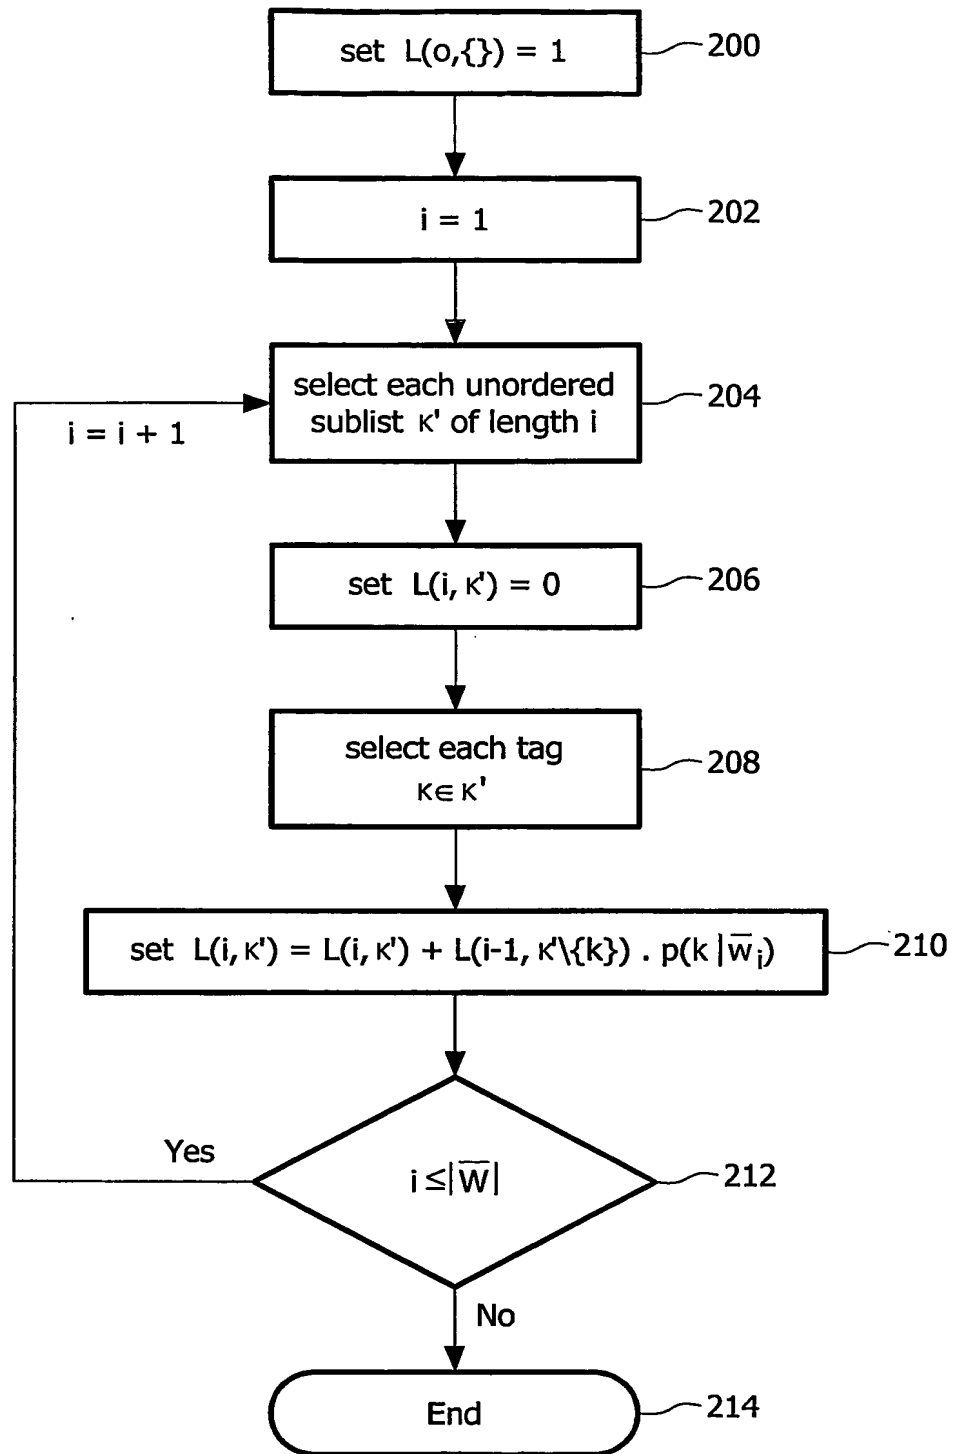 set L(o,{}) = 1
200
i = 1
202
select each unordered
sublist κ' of length i
204
i = i + 1
set L(i, κ') = 0
206
select each tag
κ∈ κ'
208
set L(i, κ') = L(i, κ') + L(i-1, κ'\{k}) . p(k |w̅i)
210
Yes
i ≤|W̅|
212
No
End
214